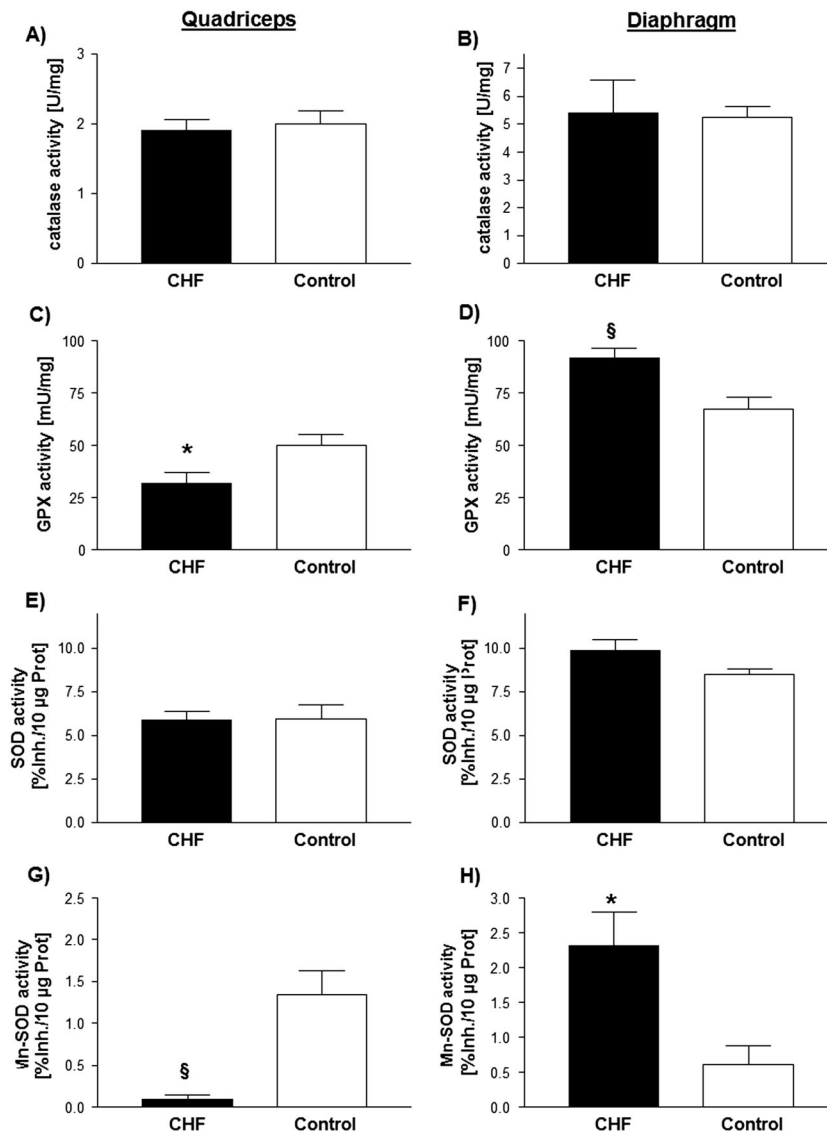 Quadriceps
Diaphragm
A)
catalase activity [U/mg]
3
2
1
0
CHF
Control
B)
catalase activity [U/mg]
7
6
5
4
3
2
1
0
CHF
Control
C)
GPX activity [mU/mg]
100
75
50
25
0
*
CHF
Control
D)
GPX activity [mU/mg]
100
75
50
25
0
§
CHF
Control
E)
SOD activity
[%Inh./10 µg Prot]
10.0
7.5
5.0
2.5
0.0
CHF
Control
F)
SOD activity
[%Inh./10 µg Prot]
10.0
7.5
5.0
2.5
0.0
CHF
Control
G)
Mn-SOD activity
[%Inh./10 µg Prot]
2.5
2.0
1.5
1.0
0.5
0.0
§
CHF
Control
H)
Mn-SOD activity
[%Inh./10 µg Prot]
3.0
2.5
2.0
1.5
1.0
0.5
0.0
*
CHF
Control